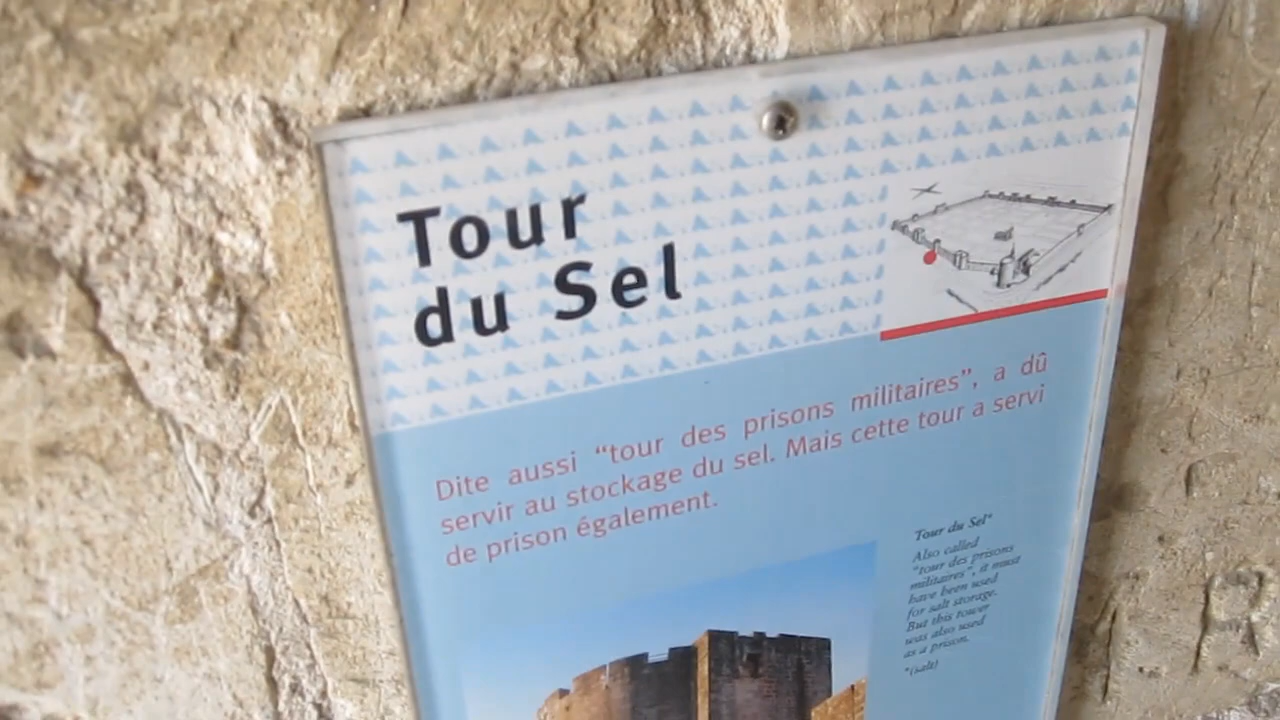 Tour
du Sel
Dite aussi “tour des prisons militaires”, a dû
servir au stockage du sel. Mais cette tour a servi
de prison également.
Tour du Sel*
Also called
“tour des prisons
militaires”, it must
have been used
for salt storage.
But this tower
was also used
as a prison.
*(salt)